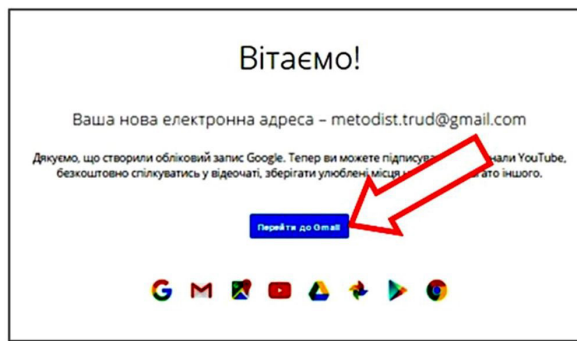 Вітаємо!
Ваша нова електронна адреса – metodist.trud@gmail.com
Дякуємо, що створили обліковий запис Google. Тепер ви можете нали YouTube,
безкоштовно спілкуватись у відеочаті, зберігати улюблені місця іншого.
Перейти до Gmail